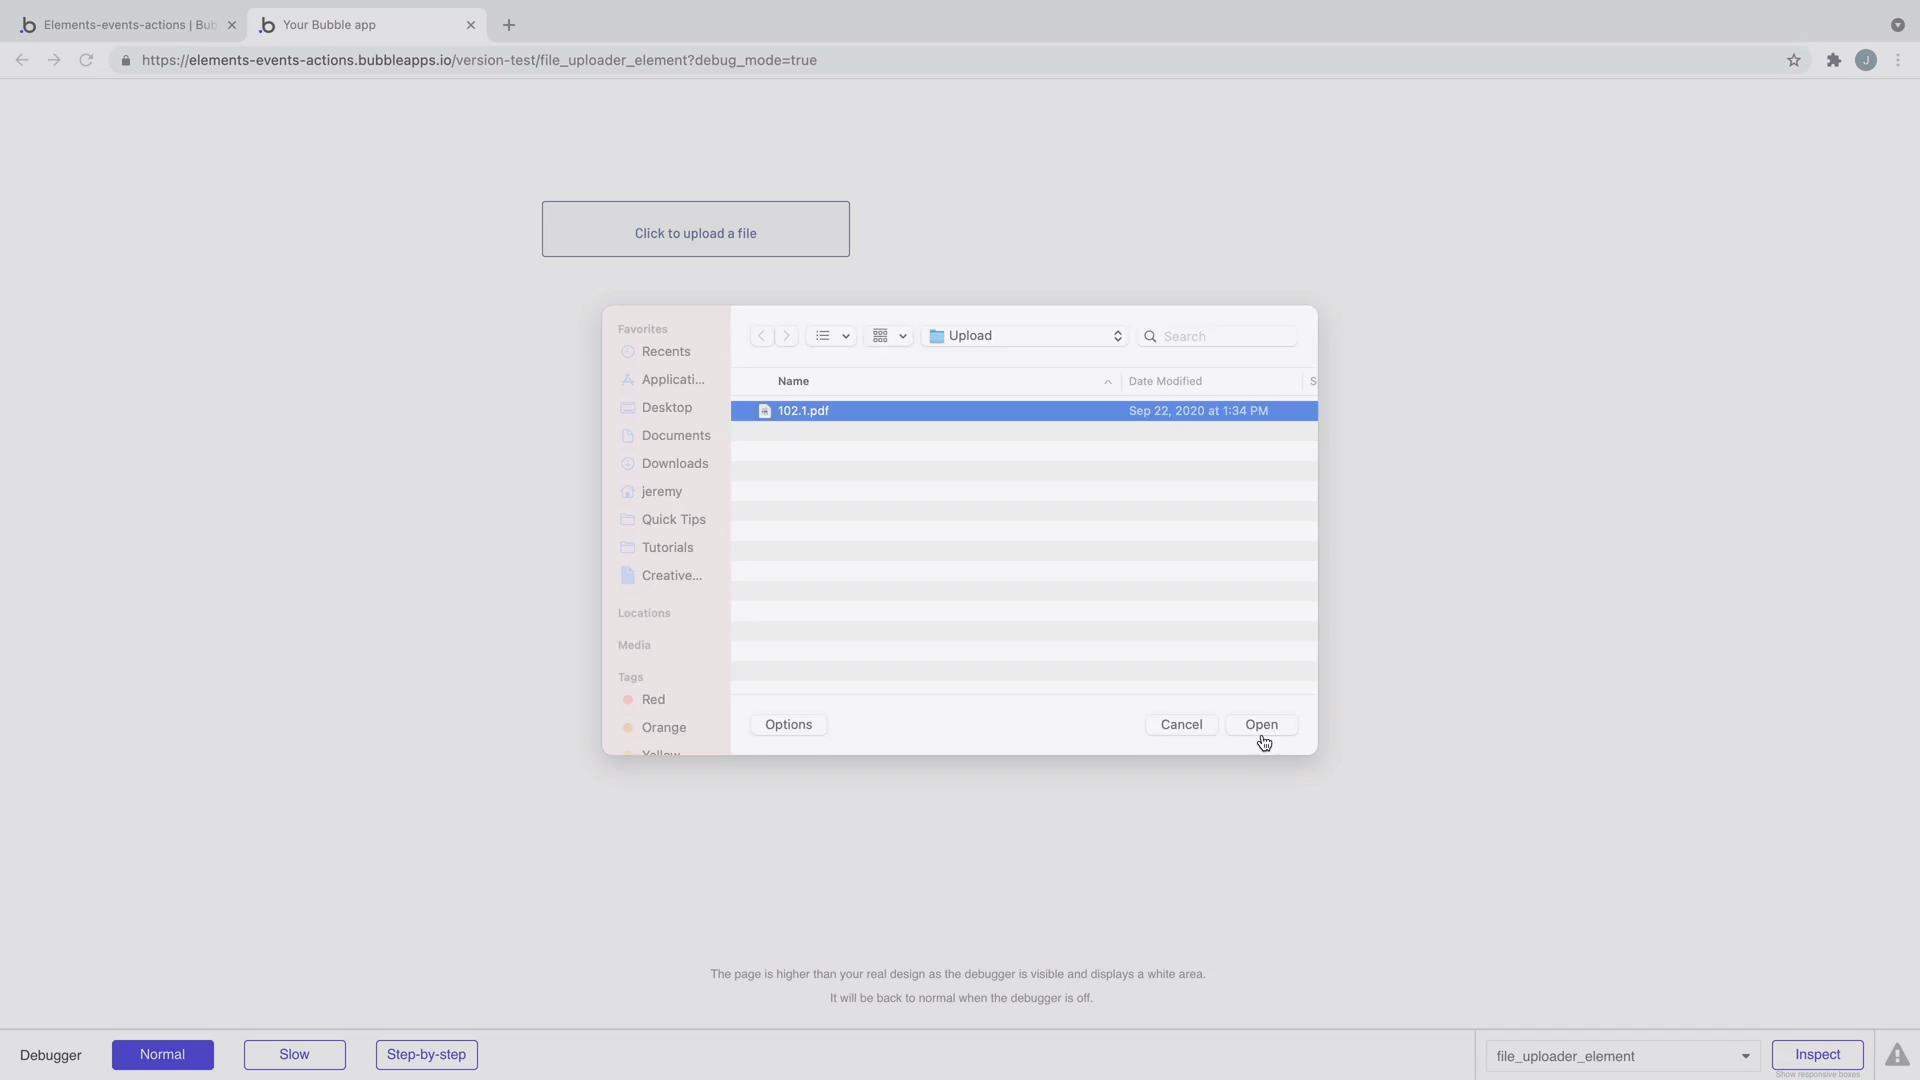 Elements-events-actions | Bub
Your Bubble app
https://elements-events-actions.bubbleapps.io/version-test/file_uploader_element?debug_mode=true
J
Click to upload a file
Favorites
Recents
Applicati...
Desktop
Documents
Downloads
jeremy
Quick Tips
Tutorials
Creative...
Locations
Media
Tags
Red
Orange
Yellow
Upload
Search
Name
Date Modified
S
102.1.pdf
Sep 22, 2020 at 1:34 PM
Options
Cancel
Open
The page is higher than your real design as the debugger is visible and displays a white area.
It will be back to normal when the debugger is off.
Debugger
Normal
Slow
Step-by-step
file_uploader_element
Inspect
Show responsive boxes